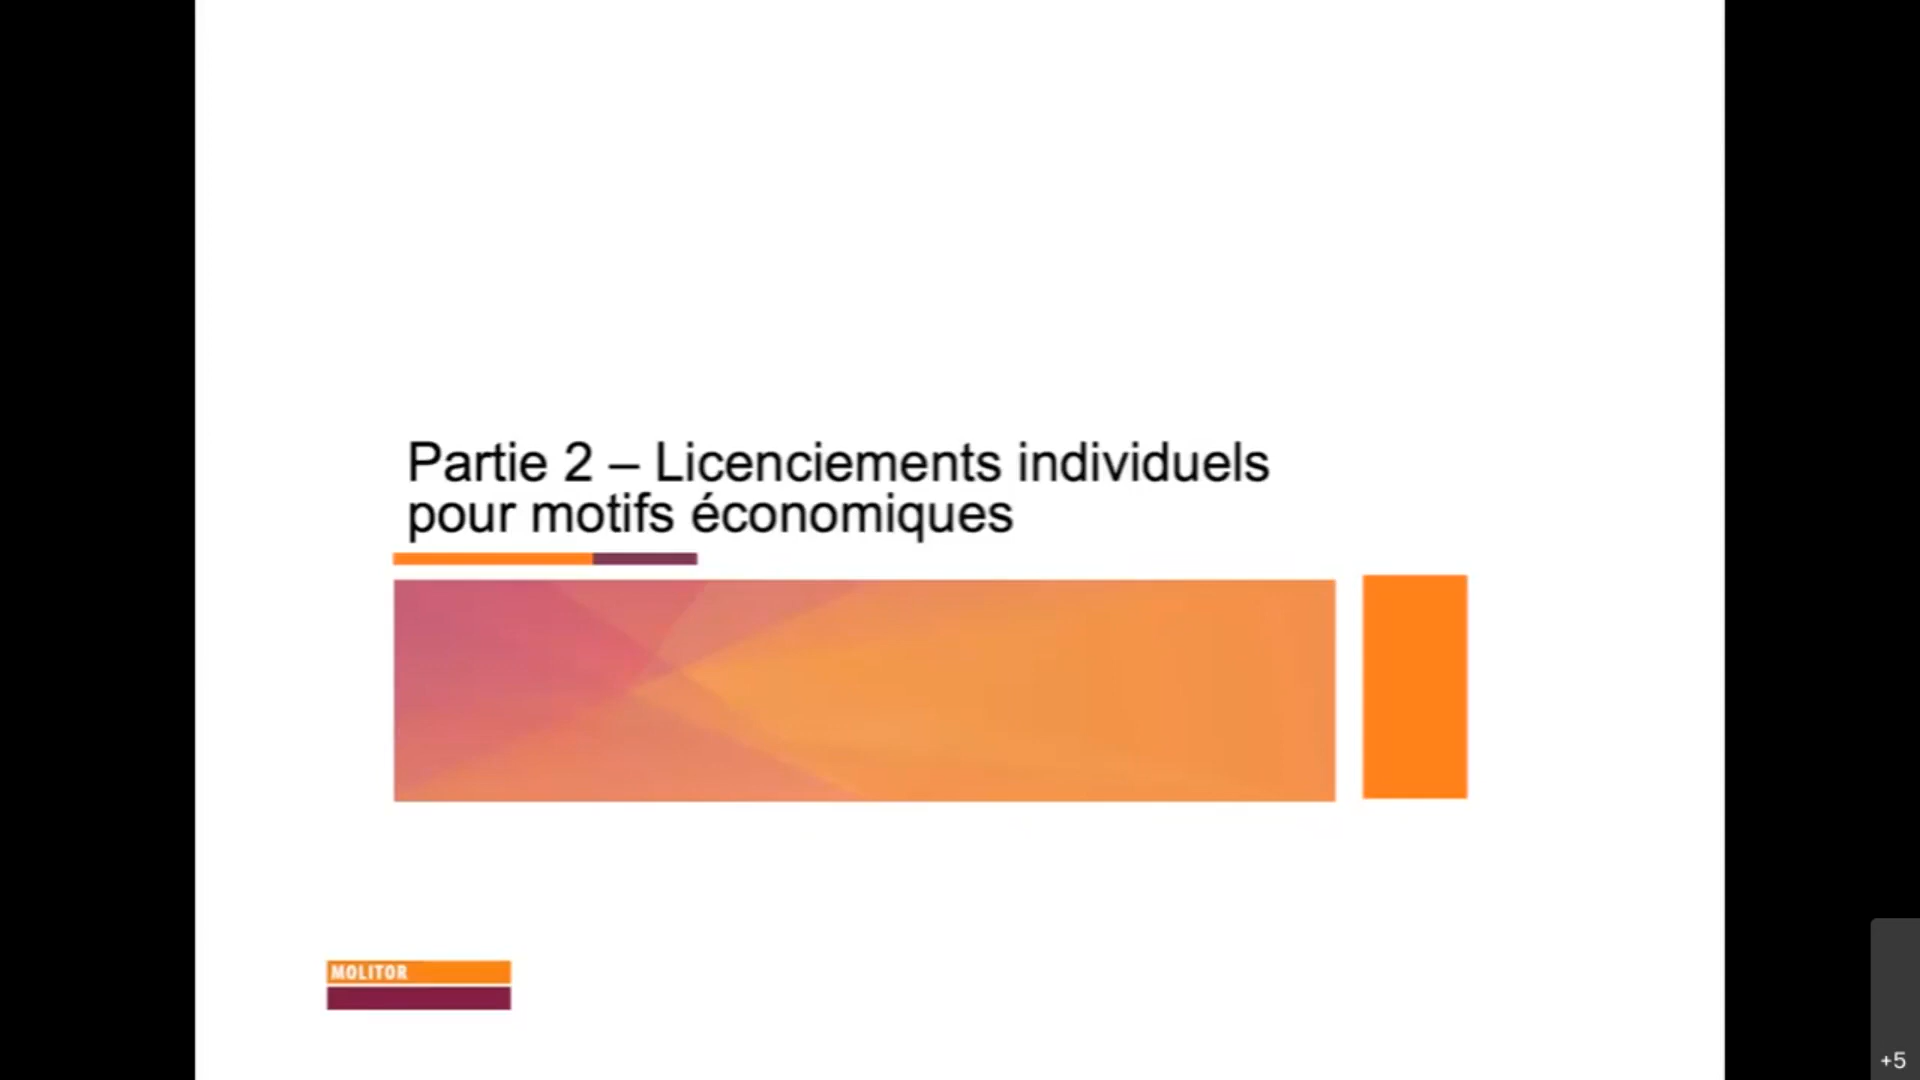 Partie 2 – Licenciements individuels
pour motifs économiques
MOLITOR
+5